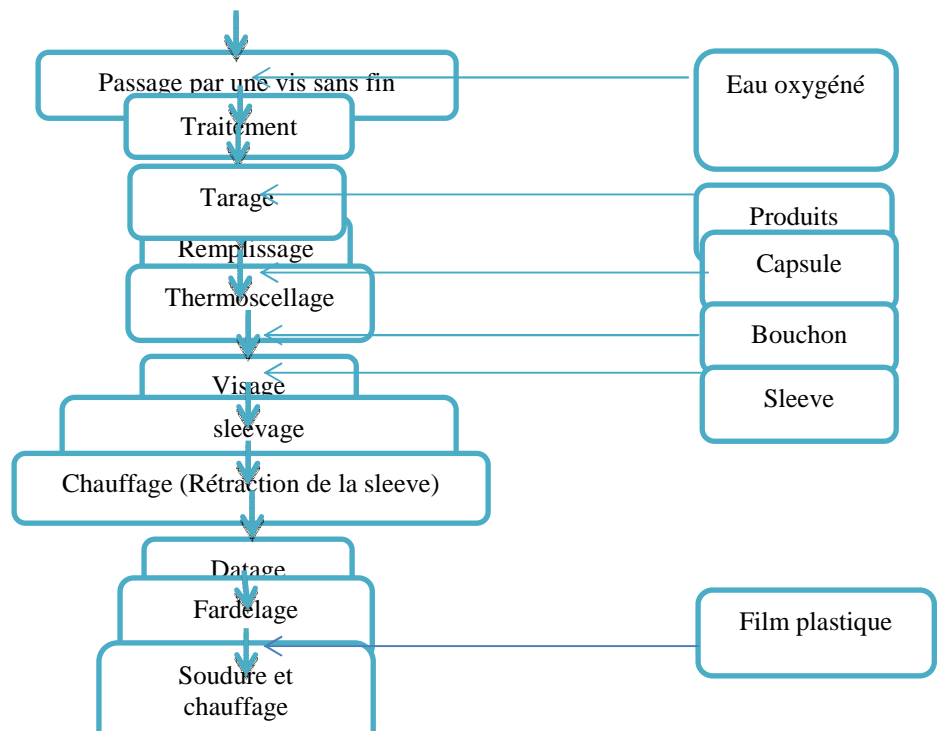 Passage par une vis sans fin
Eau oxygéné
Traitement
Tarage
Produits
Remplissage
Capsule
Thermoscellage
Bouchon
Visage
Sleeve
sleevage
Chauffage (Rétraction de la sleeve)
Datage
Fardelage
Film plastique
Soudure et
chauffage